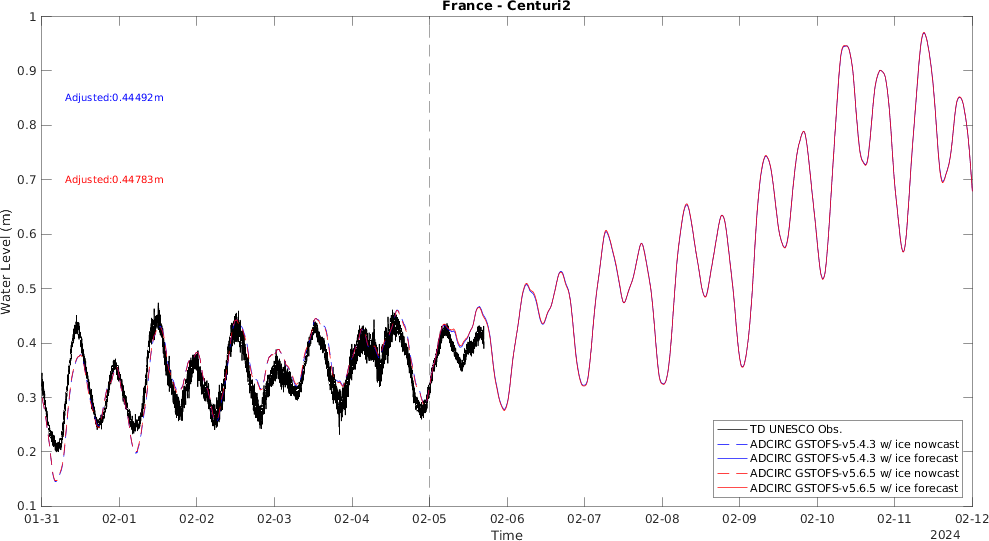 France - Centuri2
1
0.9
0.8
0.7
0.6
0.5
0.4
0.3
0.2
0.1
Water Level (m)
Adjusted:0.44492m
Adjusted:0.44783m
TD UNESCO Obs.
ADCIRC GSTOFS-v5.4.3 w/ ice nowcast
ADCIRC GSTOFS-v5.4.3 w/ ice forecast
ADCIRC GSTOFS-v5.6.5 w/ ice nowcast
ADCIRC GSTOFS-v5.6.5 w/ ice forecast
01-31 02-01 02-02 02-03 02-04 02-05 02-06 02-07 02-08 02-09 02-10 02-11 02-12
Time
2024